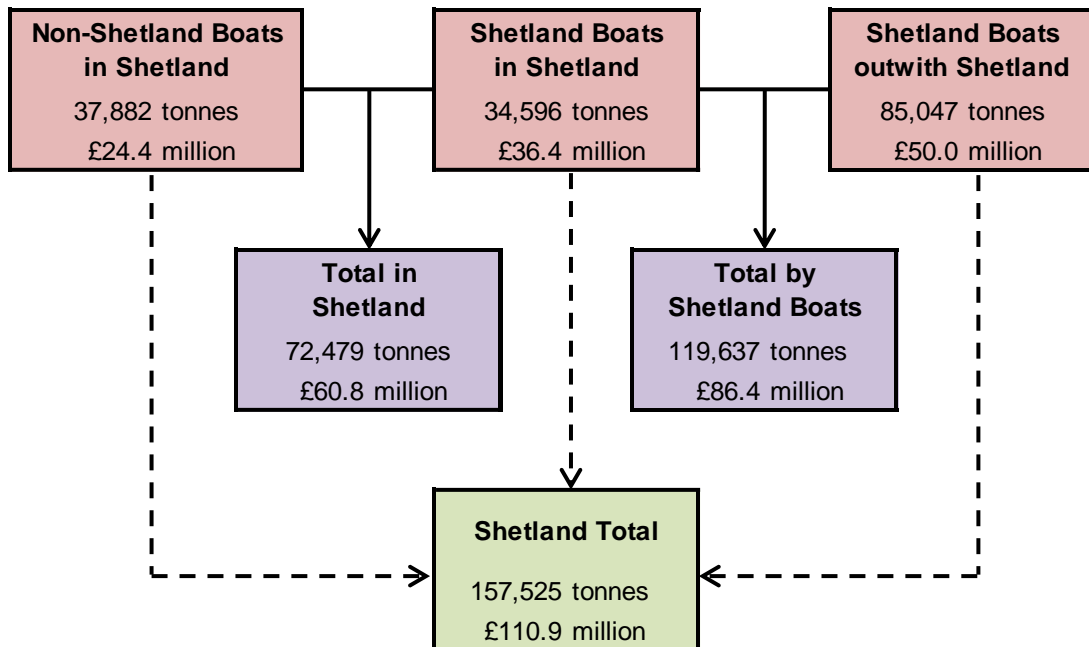 Non-Shetland Boats
in Shetland
37,882 tonnes
£24.4 million
Shetland Boats
in Shetland
34,596 tonnes
£36.4 million
Shetland Boats
outwith Shetland
85,047 tonnes
£50.0 million
Total in
Shetland
72,479 tonnes
£60.8 million
Total by
Shetland Boats
119,637 tonnes
£86.4 million
Shetland Total
157,525 tonnes
£110.9 million